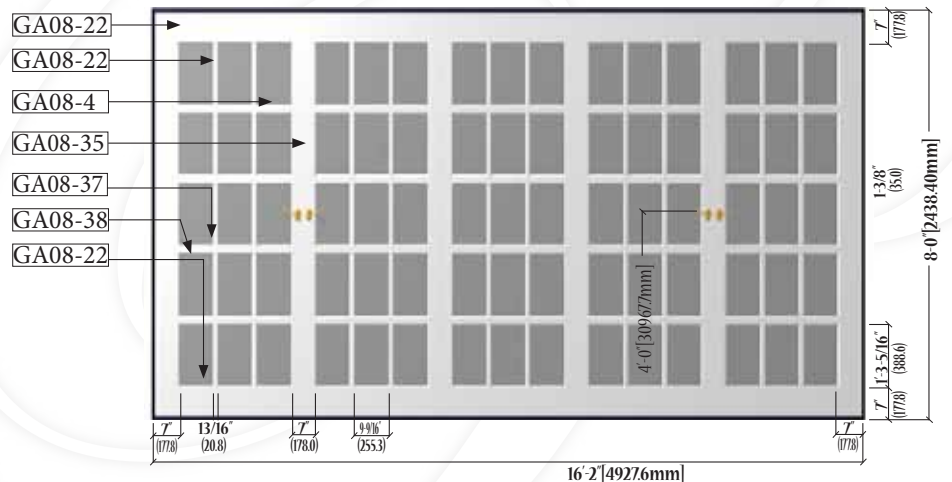 GA08-22
GA08-22
GA08-4
GA08-35
GA08-37
GA08-38
GA08-22
7"
(177.8)
1-3/8"
(35.0)
8-0"[2438.40mm]
4'-0"[3096.77mm]
1'-3-5/16"
(388.6)
7"
(177.8)
7"
(177.8)
13/16"
(20.8)
7"
(178.0)
9-9/16"
(255.3)
7"
(177.8)
16'-2"[4927.6mm]